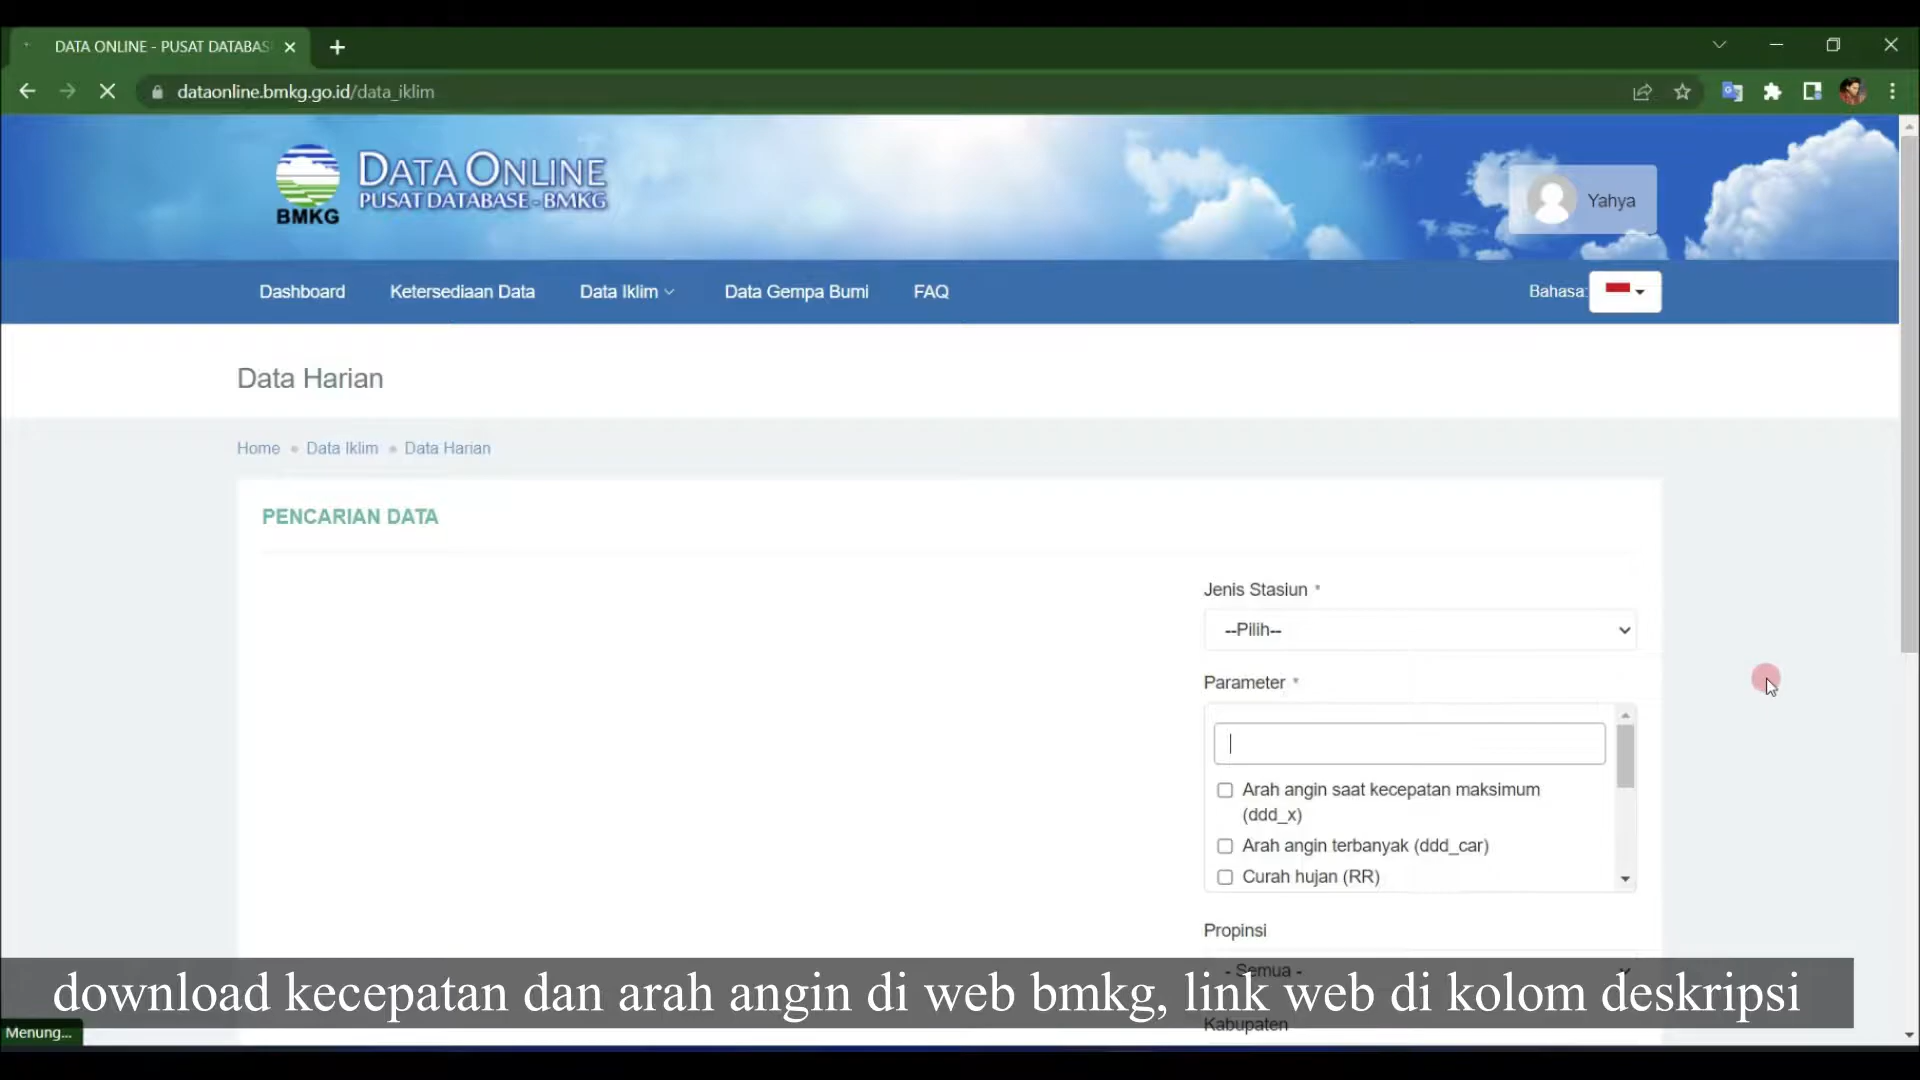 DATA ONLINE - PUSAT DATABAS
dataonline.bmkg.go.id/data_iklim
BMKG
DATA ONLINE
PUSAT DATABASE - BMKG
Yahya
Dashboard
Ketersediaan Data
Data Iklim
Data Gempa Bumi
FAQ
Bahasa:
Data Harian
Home • Data Iklim • Data Harian
PENCARIAN DATA
Jenis Stasiun *
--Pilih--
Parameter *
Arah angin saat kecepatan maksimum
(ddd_x)
Arah angin terbanyak (ddd_car)
Curah hujan (RR)
Propinsi
- Semua -
download kecepatan dan arah angin di web bmkg, link web di kolom deskripsi
Kabupaten
Menung...